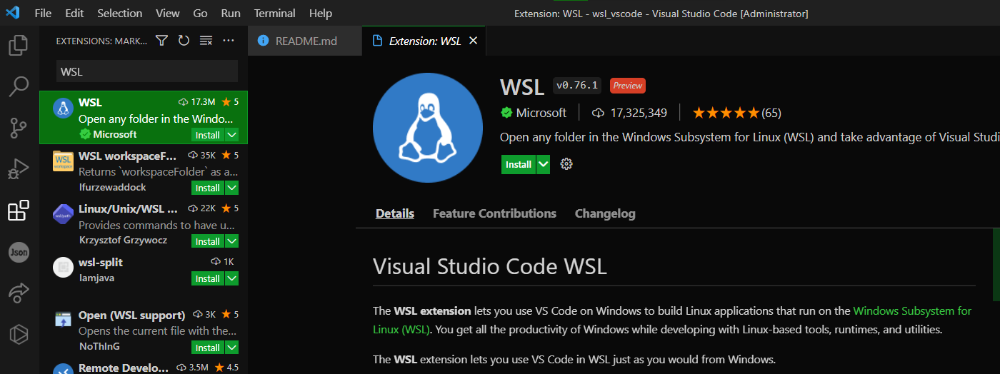 File Edit Selection View Go Run Terminal Help
Extension: WSL - wsl_vscode - Visual Studio Code [Administrator]
EXTENSIONS: MARK...
WSL
WSL 17.3M 5
Open any folder in the Windo...
Microsoft Install
WSL workspaceF... 35K 5
Returns `workspaceFolder` as a...
lfurzewaddock Install
Linux/Unix/WSL ... 22K 5
Provides commands to have u...
Krzysztof Grzywocz Install
wsl-split 1K
Iamjava Install
Open (WSL support) 3K 5
Opens the current file with the...
NoThInG Install
Remote Develo... 3.5M 4.5
Json
README.md
Extension: WSL
WSL v0.76.1 Preview
Microsoft 17,325,349 (65)
Open any folder in the Windows Subsystem for Linux (WSL) and take advantage of Visual Studi
Install
Details Feature Contributions Changelog
Visual Studio Code WSL
The WSL extension lets you use VS Code on Windows to build Linux applications that run on the Windows Subsystem for
Linux (WSL). You get all the productivity of Windows while developing with Linux-based tools, runtimes, and utilities.
The WSL extension lets you use VS Code in WSL just as you would from Windows.